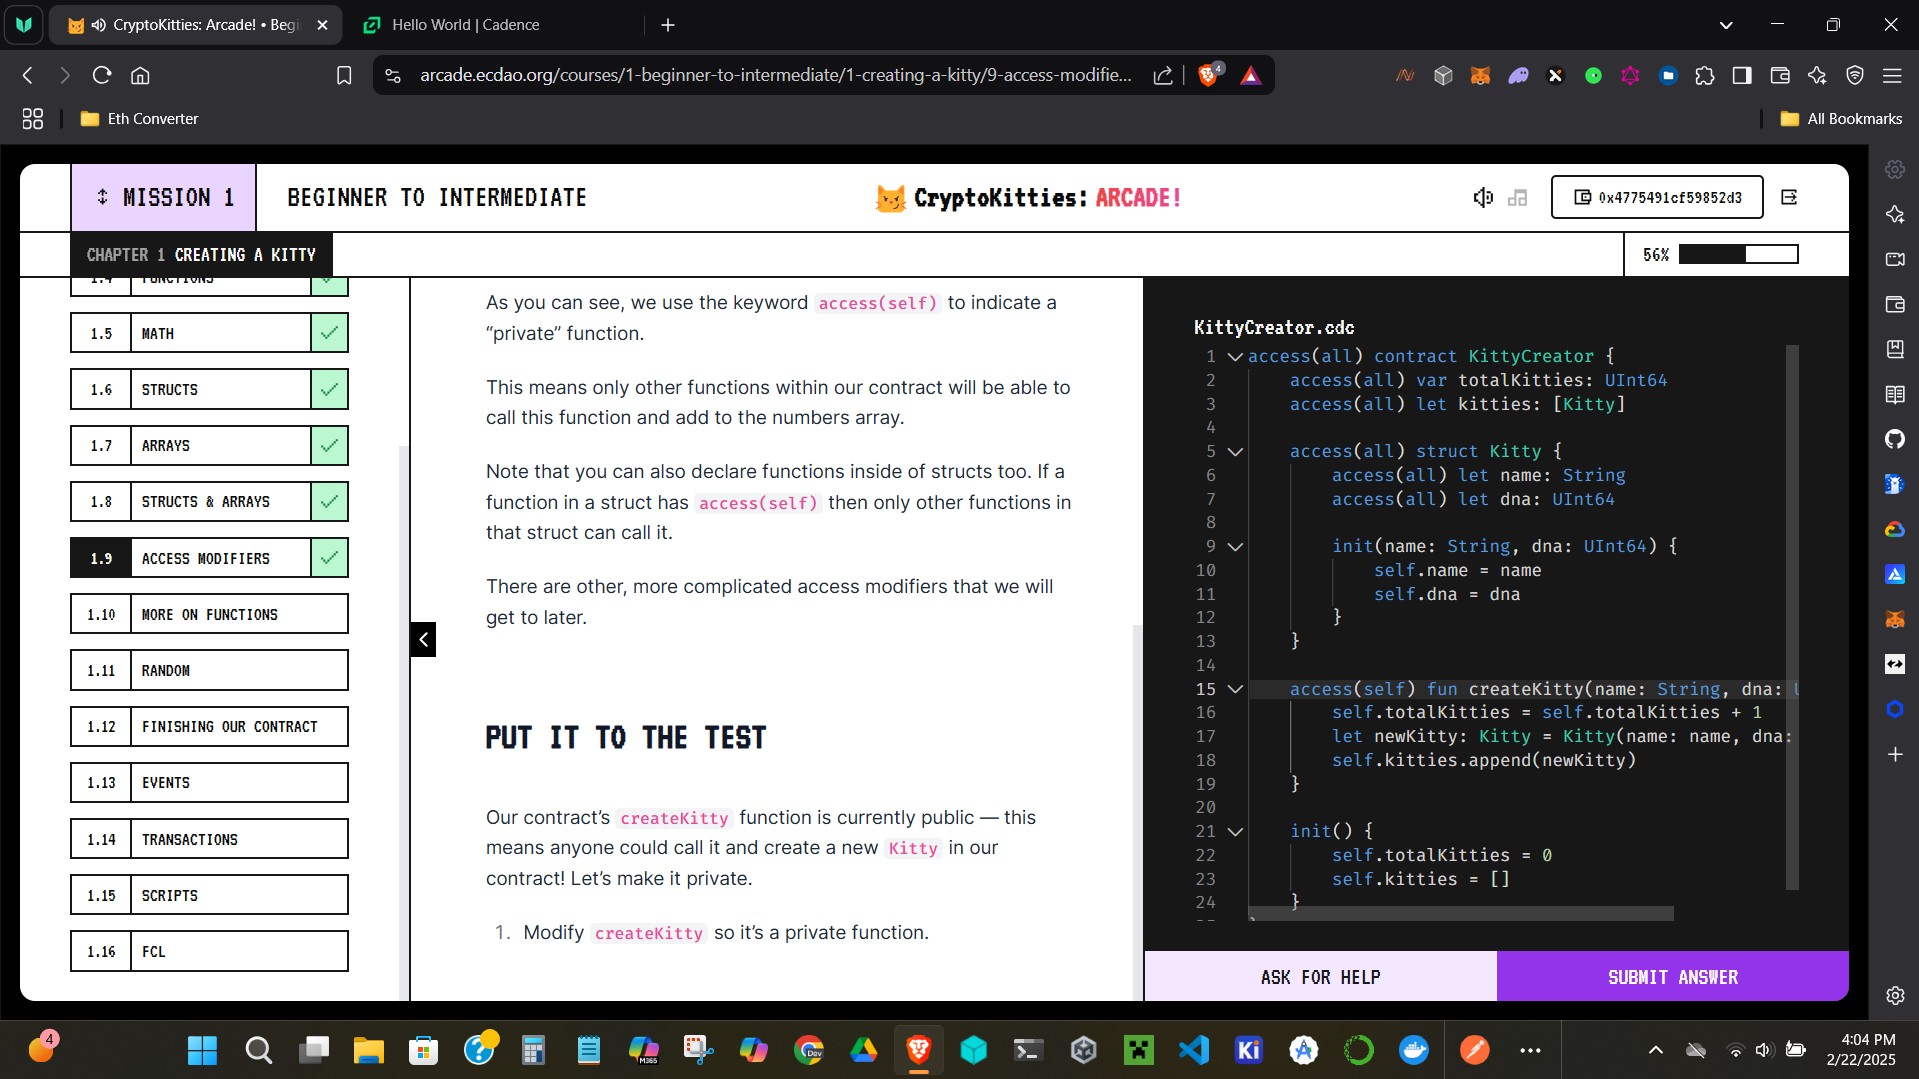 CryptoKitties: Arcade! • Begi
Hello World | Cadence
arcade.ecdao.org/courses/1-beginner-to-intermediate/1-creating-a-kitty/9-access-modifie...
4
Eth Converter
All Bookmarks
MISSION 1
BEGINNER TO INTERMEDIATE
CryptoKitties: ARCADE!
0x4775491cf59852d3
CHAPTER 1 CREATING A KITTY
56%
1.4 FUNCTIONS
1.5 MATH
1.6 STRUCTS
1.7 ARRAYS
1.8 STRUCTS & ARRAYS
1.9 ACCESS MODIFIERS
1.10 MORE ON FUNCTIONS
1.11 RANDOM
1.12 FINISHING OUR CONTRACT
1.13 EVENTS
1.14 TRANSACTIONS
1.15 SCRIPTS
1.16 FCL
As you can see, we use the keyword access(self) to indicate a
“private” function.
This means only other functions within our contract will be able to
call this function and add to the numbers array.
Note that you can also declare functions inside of structs too. If a
function in a struct has access(self) then only other functions in
that struct can call it.
There are other, more complicated access modifiers that we will
get to later.
PUT IT TO THE TEST
Our contract’s createKitty function is currently public — this
means anyone could call it and create a new Kitty in our
contract! Let’s make it private.
1. Modify createKitty so it’s a private function.
KittyCreator.cdc
1 access(all) contract KittyCreator {
2 access(all) var totalKitties: UInt64
3 access(all) let kitties: [Kitty]
4
5 access(all) struct Kitty {
6 access(all) let name: String
7 access(all) let dna: UInt64
8
9 init(name: String, dna: UInt64) {
10 self.name = name
11 self.dna = dna
12 }
13 }
14
15 access(self) fun createKitty(name: String, dna: U
16 self.totalKitties = self.totalKitties + 1
17 let newKitty: Kitty = Kitty(name: name, dna:
18 self.kitties.append(newKitty)
19 }
20
21 init() {
22 self.totalKitties = 0
23 self.kitties = []
24 }
ASK FOR HELP
SUBMIT ANSWER
4
M365
Dev
Ki
4:04 PM
2/22/2025